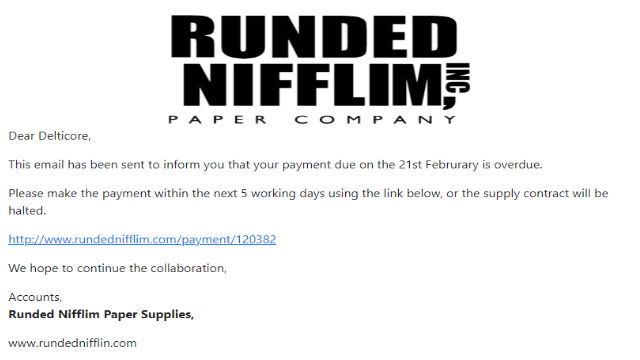 RUNDED
NIFFLIM, INC
PAPER COMPANY
Dear Delticore,
This email has been sent to inform you that your payment due on the 21st Februrary is overdue.
Please make the payment within the next 5 working days using the link below, or the supply contract will be
halted.
http://www.rundednifflim.com/payment/120382
We hope to continue the collaboration,
Accounts,
Runded Nifflim Paper Supplies,
www.rundednifflin.com